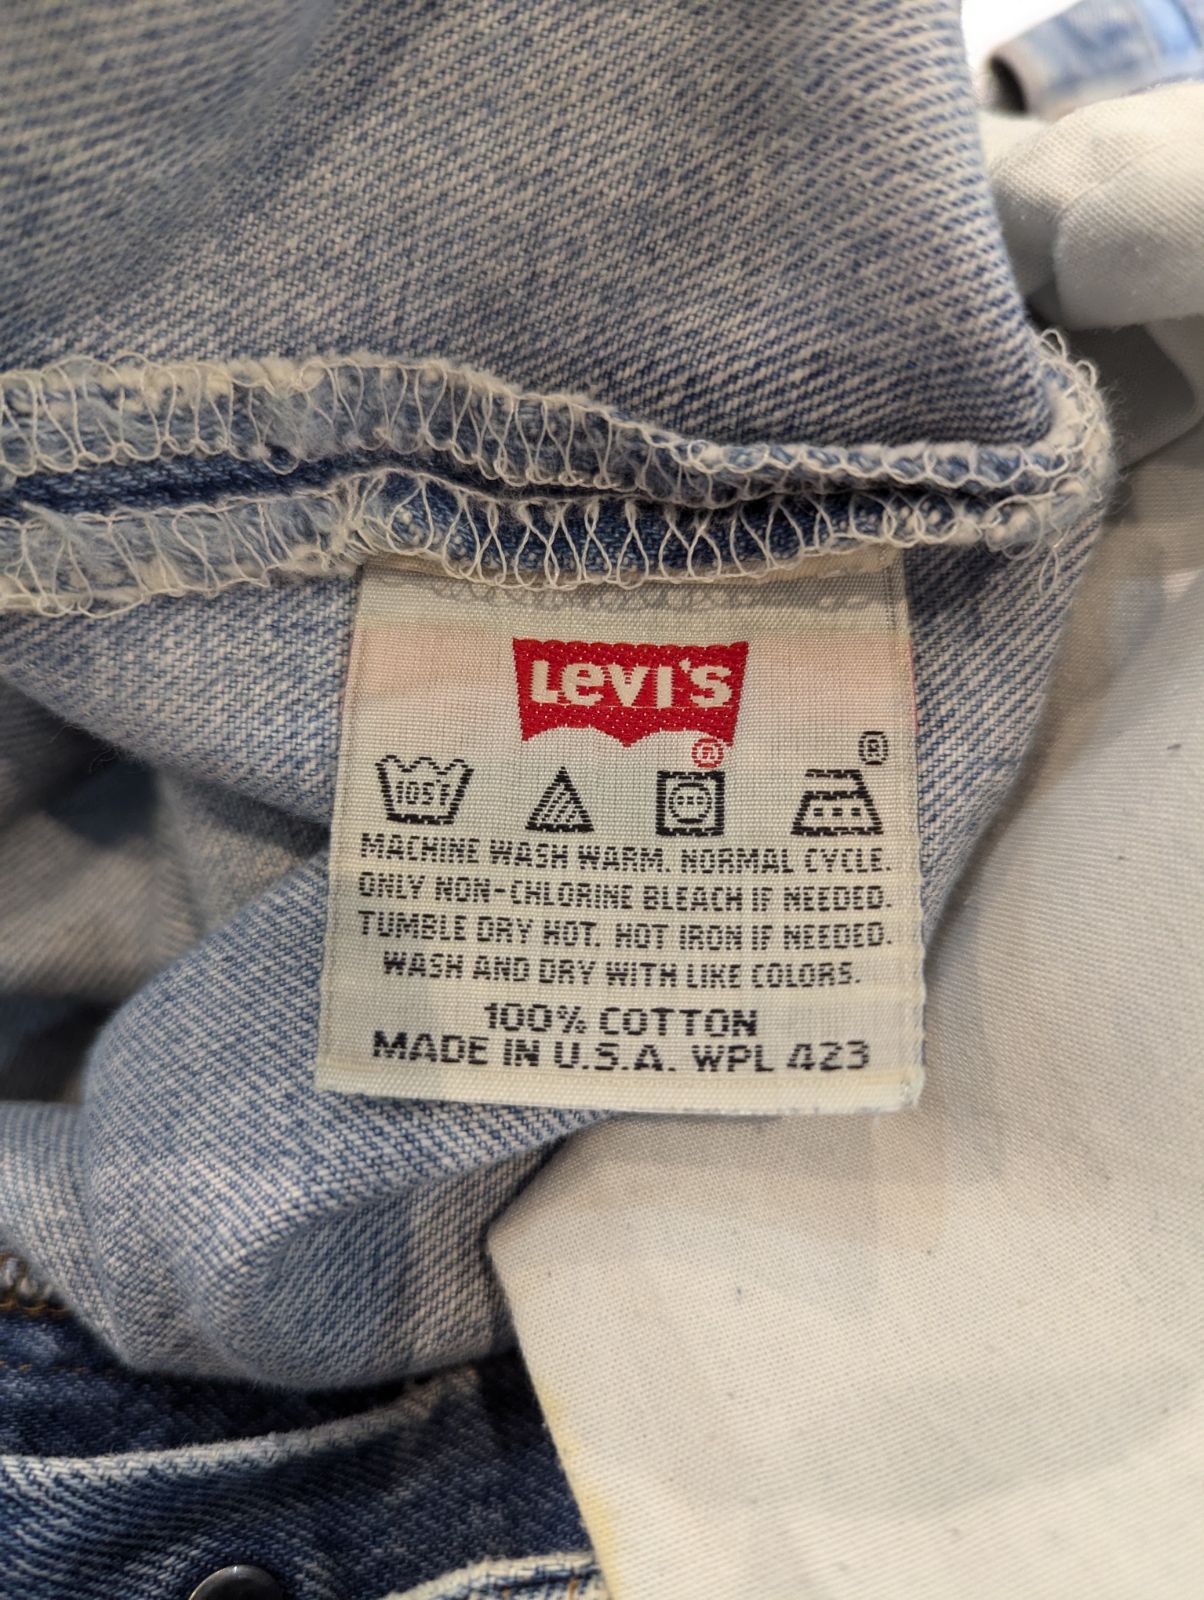 Levi's
®
®
105F
MACHINE WASH WARM. NORMAL CYCLE.
ONLY NON-CHLORINE BLEACH IF NEEDED.
TUMBLE DRY HOT. HOT IRON IF NEEDED.
WASH AND DRY WITH LIKE COLORS.
100% COTTON
MADE IN U.S.A. WPL 423